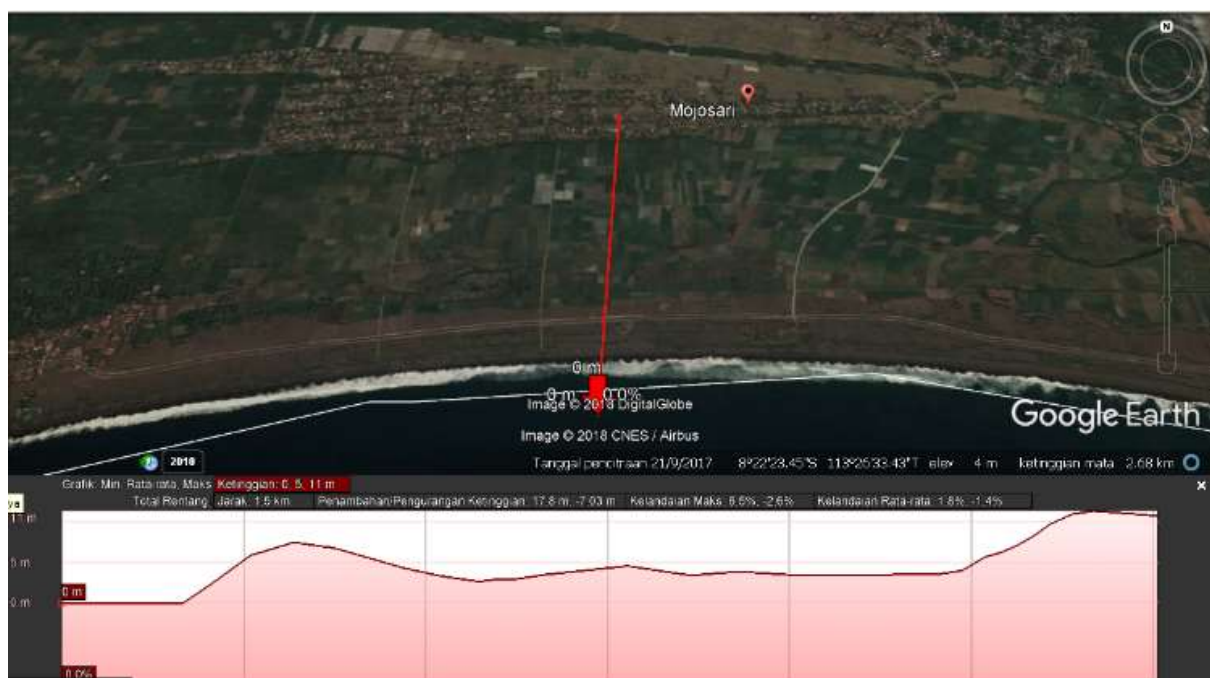 N
Mojosari
0 m
0 m 0.0%
Image © 2018 DigitalGlobe
Image © 2018 CNES / Airbus
Google Earth
2018
Tanggal pencitraan 21/9/2017 8°22'23.45"S 113°25'33.43"T elev 4 m ketinggian mata 2.68 km
Grafik: Min, Rata-rata, Maks Ketinggian: 0, 5, 11 m
Total Rentang: Jarak: 1.5 km Penambahan/Pengurangan Ketinggian: 17.8 m, -7.03 m Kelandaian Maks: 6.5%, -2.6% Kelandaian Rata-rata: 1.8%, -1.4%
ya
11 m
5 m
0 m
0 m
0.0%